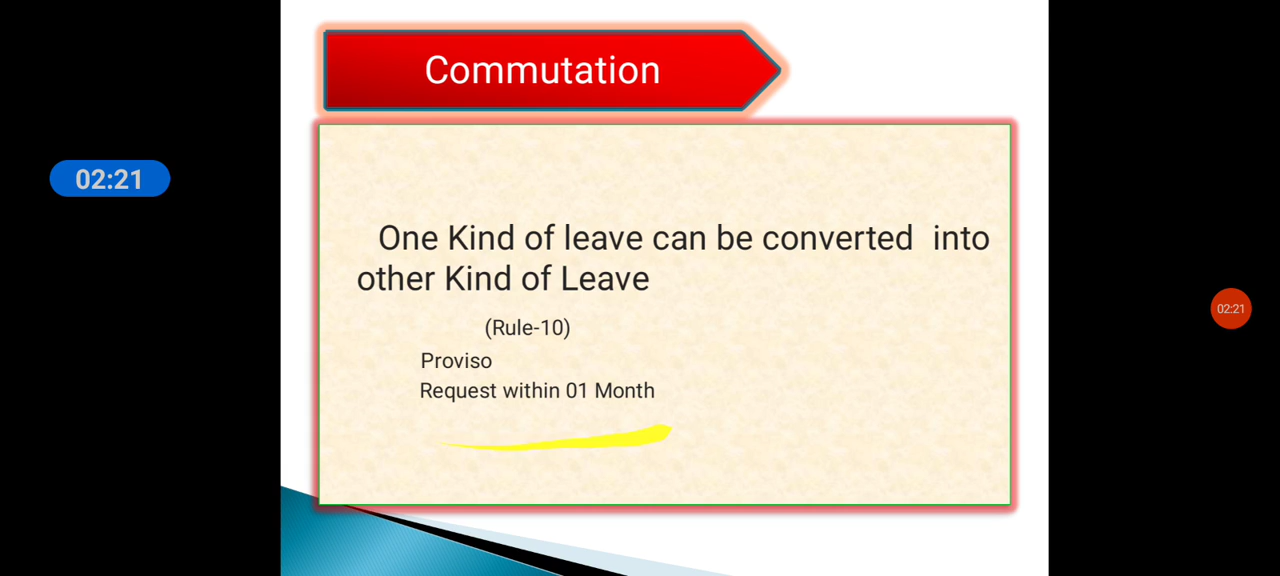 Commutation
02:21
One Kind of leave can be converted into
other Kind of Leave
02:21
(Rule-10)
Proviso
Request within 01 Month